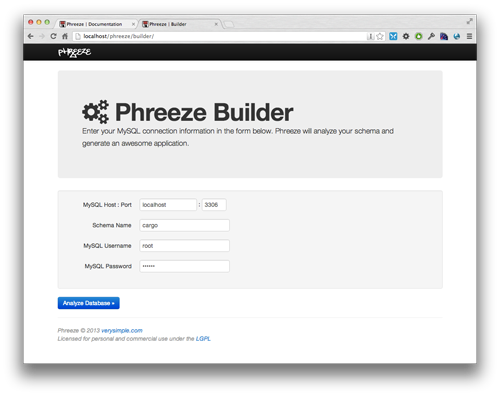 Phreeze | Documentation
Phreeze | Builder
localhost/phreeze/builder/
PHREEZE
Phreeze Builder
Enter your MySQL connection information in the form below. Phreeze will analyze your schema and
generate an awesome application.
MySQL Host : Port localhost : 3306
Schema Name cargo
MySQL Username root
MySQL Password ••••••
Analyze Database »
Phreeze © 2013 verysimple.com
Licensed for personal and commercial use under the LGPL